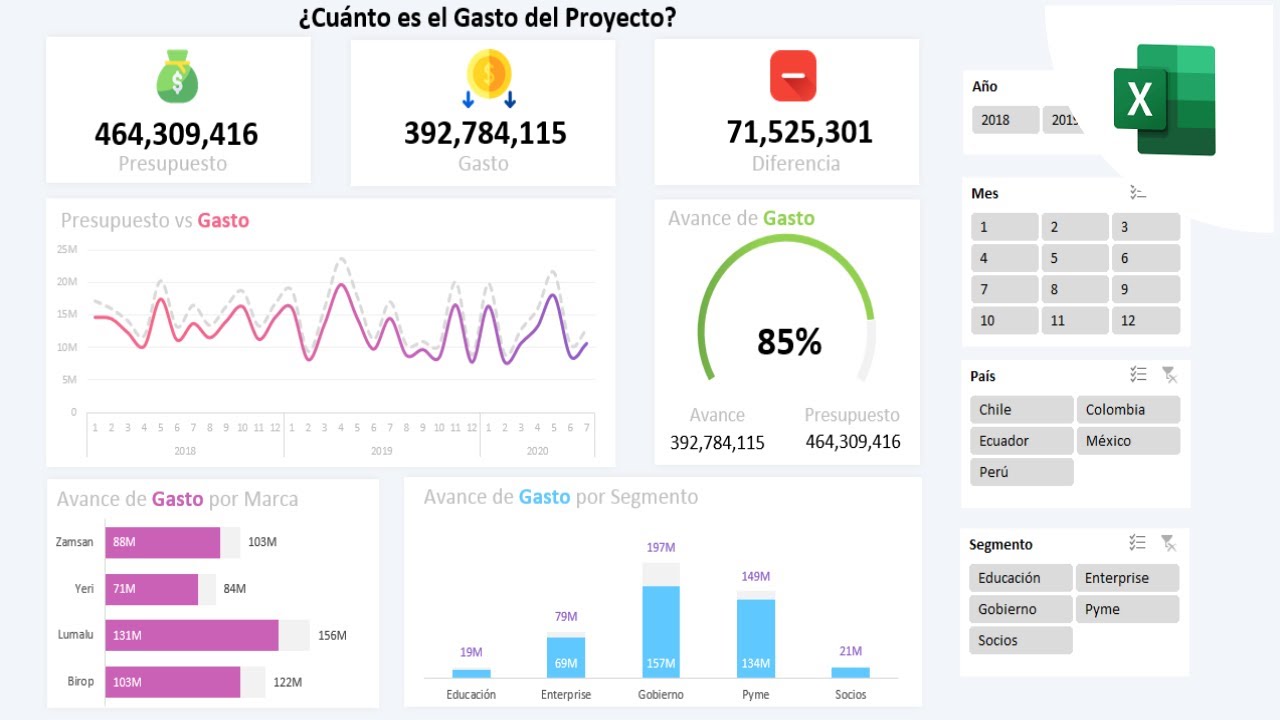 ¿Cuánto es el Gasto del Proyecto?
464,309,416
Presupuesto
392,784,115
Gasto
71,525,301
Diferencia
Presupuesto vs Gasto
25M
20M
15M
10M
5M
0
1 2 3 4 5 6 7 8 9 10 11 12 1 2 3 4 5 6 7 8 9 10 11 12 1 2 3 4 5 6 7
2018 2019 2020
Avance de Gasto
85%
Avance Presupuesto
392,784,115 464,309,416
Avance de Gasto por Marca
Zamsan 88M 103M
Yeri 71M 84M
Lumalu 131M 156M
Birop 103M 122M
Avance de Gasto por Segmento
197M
149M
79M
19M
21M
69M 157M 134M
Educación Enterprise Gobierno Pyme Socios
Año
2018 2019
X
Mes
1 2 3
4 5 6
7 8 9
10 11 12
País
Chile Colombia
Ecuador México
Perú
Segmento
Educación Enterprise
Gobierno Pyme
Socios